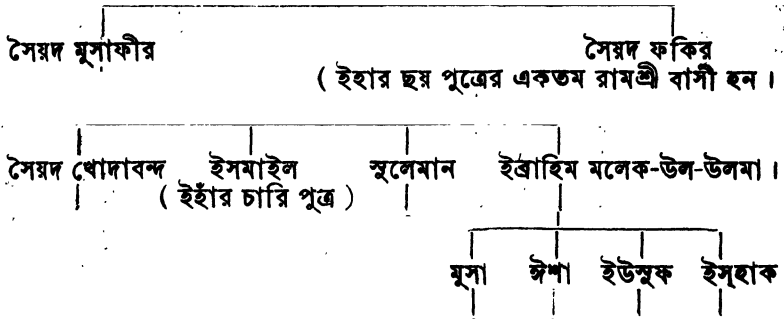 সৈয়দ মুসাফীর সৈয়দ ফকির
( ইহার ছয় পুত্রের একতম রামশ্রী বাসী হন ।
সৈয়দ খোদাবন্দ ইসমাইল সুলেমান ইব্রাহিম মলেক-উল-উলমা ।
( ইহাঁর চারি পুত্র )
মুসা ঈশা ইউসুফ ইস্‌হাক